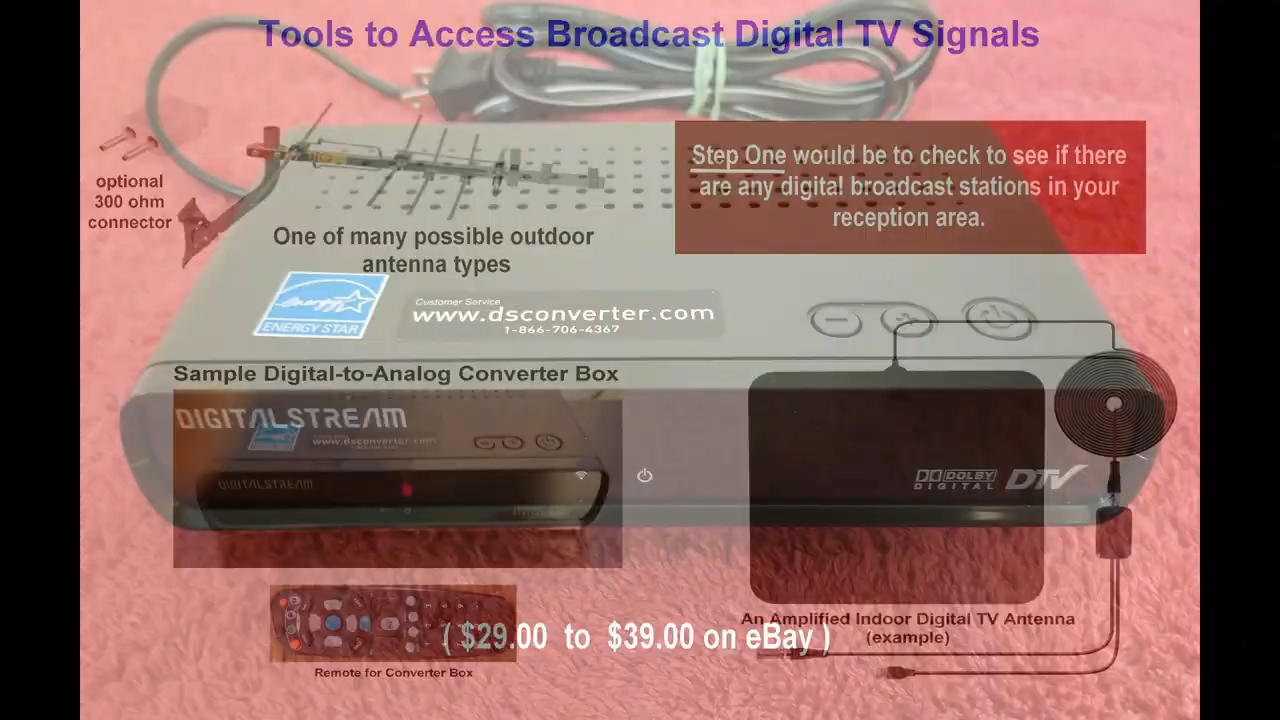 Tools to Access Broadcast Digital TV Signals
Step One would be to check to see if there
are any digital broadcast stations in your
reception area.
optional
300 ohm
connector
One of many possible outdoor
antenna types
energy
ENERGY STAR
Customer Service
www.dsconverter.com
1-866-706-4367
Sample Digital-to-Analog Converter Box
DIGITALSTREAM
www.dsconverter.com
DIGITALSTREAM
DOLBY
DIGITAL
DTV
An Amplified Indoor Digital TV Antenna
(example)
( $29.00 to $39.00 on eBay )
Remote for Converter Box